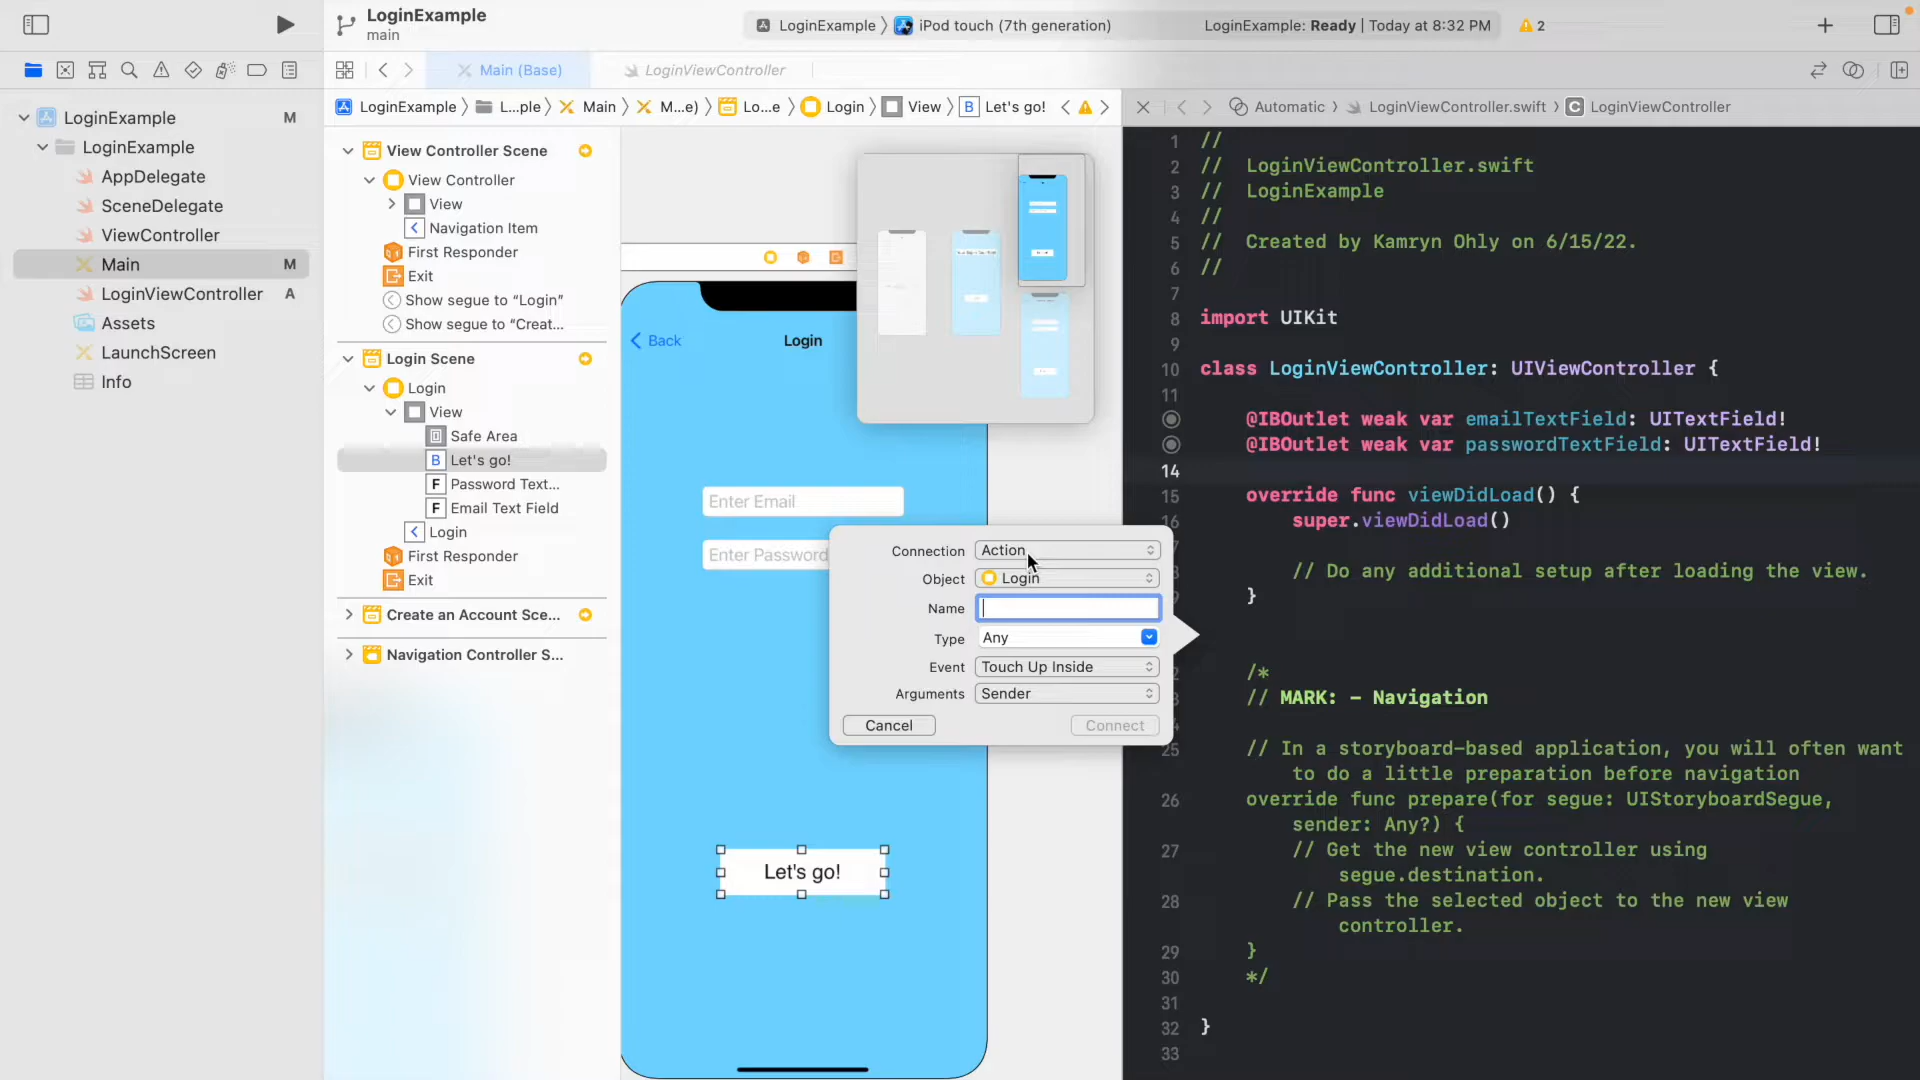 LoginExample
main
LoginExample
iPod touch (7th generation)
LoginExample: Ready | Today at 8:32 PM
2
Main (Base)
LoginViewController
LoginExample
L...ple
Main
M...e)
Lo...e
Login
View
B
Let's go!
Automatic
LoginViewController.swift
C
LoginViewController
LoginExample
M
LoginExample
AppDelegate
SceneDelegate
ViewController
Main
M
LoginViewController
A
Assets
LaunchScreen
Info
View Controller Scene
View Controller
View
Navigation Item
First Responder
Exit
Show segue to “Login”
Show segue to “Creat...
Login Scene
Login
View
Safe Area
B Let's go!
F Password Text...
F Email Text Field
Login
First Responder
Exit
Create an Account Sce...
Navigation Controller S...
Back
Login
Enter Email
Enter Password
Let's go!
Connection Action
Object Login
Name
Type Any
Event Touch Up Inside
Arguments Sender
Cancel
Connect
1 //
2 // LoginViewController.swift
3 // LoginExample
4 //
5 // Created by Kamryn Ohly on 6/15/22.
6 //
7
8 import UIKit
9
10 class LoginViewController: UIViewController {
11
@IBOutlet weak var emailTextField: UITextField!
@IBOutlet weak var passwordTextField: UITextField!
14
15 override func viewDidLoad() {
16 super.viewDidLoad()
// Do any additional setup after loading the view.
}
/*
// MARK: - Navigation
25 // In a storyboard-based application, you will often want
to do a little preparation before navigation
26 override func prepare(for segue: UIStoryboardSegue,
sender: Any?) {
27 // Get the new view controller using
segue.destination.
28 // Pass the selected object to the new view
controller.
29 }
30 */
31
32 }
33